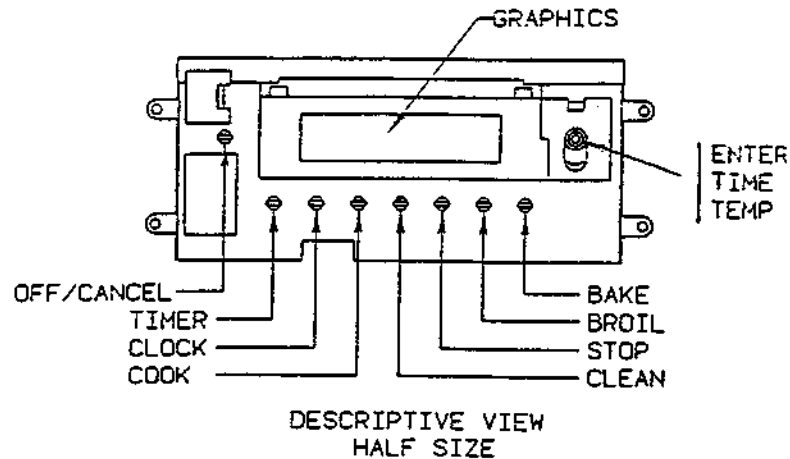 GRAPHICS
ENTER
TIME
TEMP
OFF/CANCEL
TIMER
CLOCK
COOK
BAKE
BROIL
STOP
CLEAN
DESCRIPTIVE VIEW
HALF SIZE